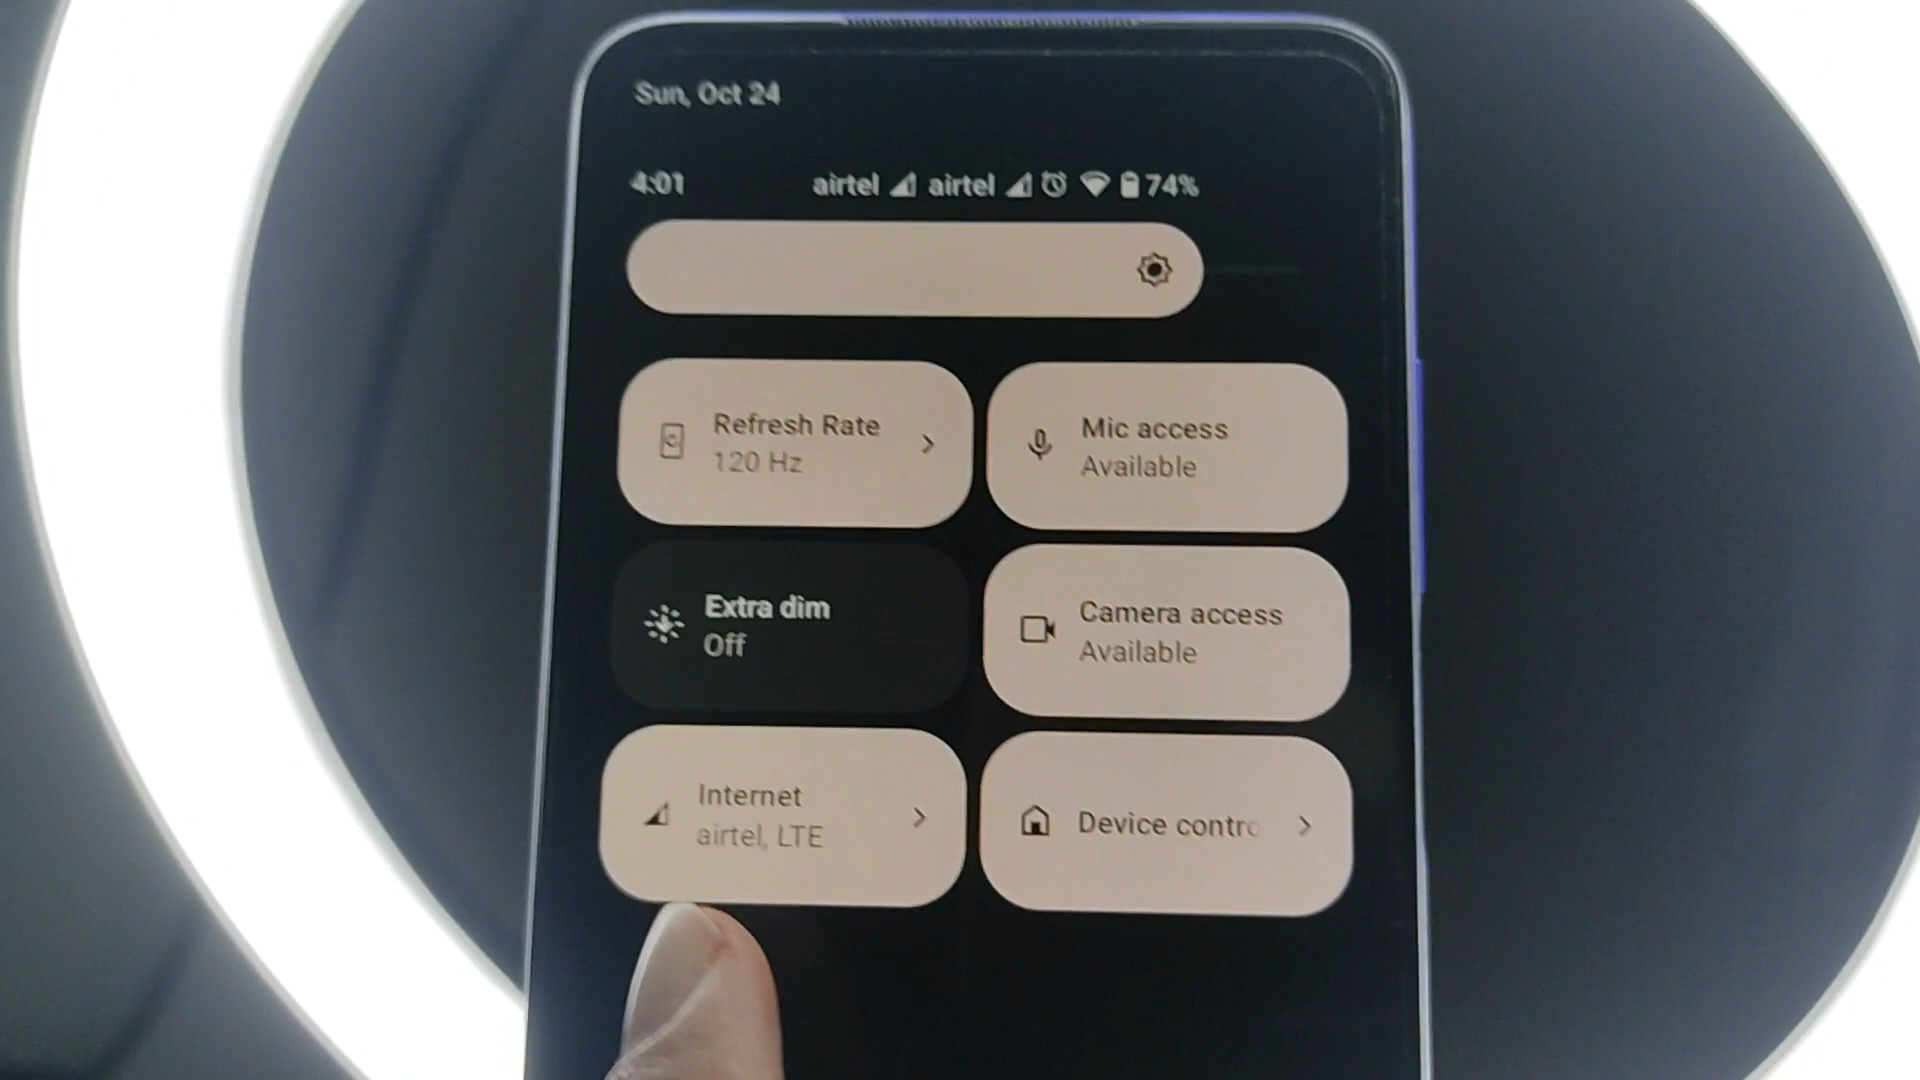 Sun, Oct 24
4:01 airtel airtel 74%
Refresh Rate
120 Hz
Mic access
Available
Extra dim
Off
Camera access
Available
Internet
airtel, LTE
Device contro